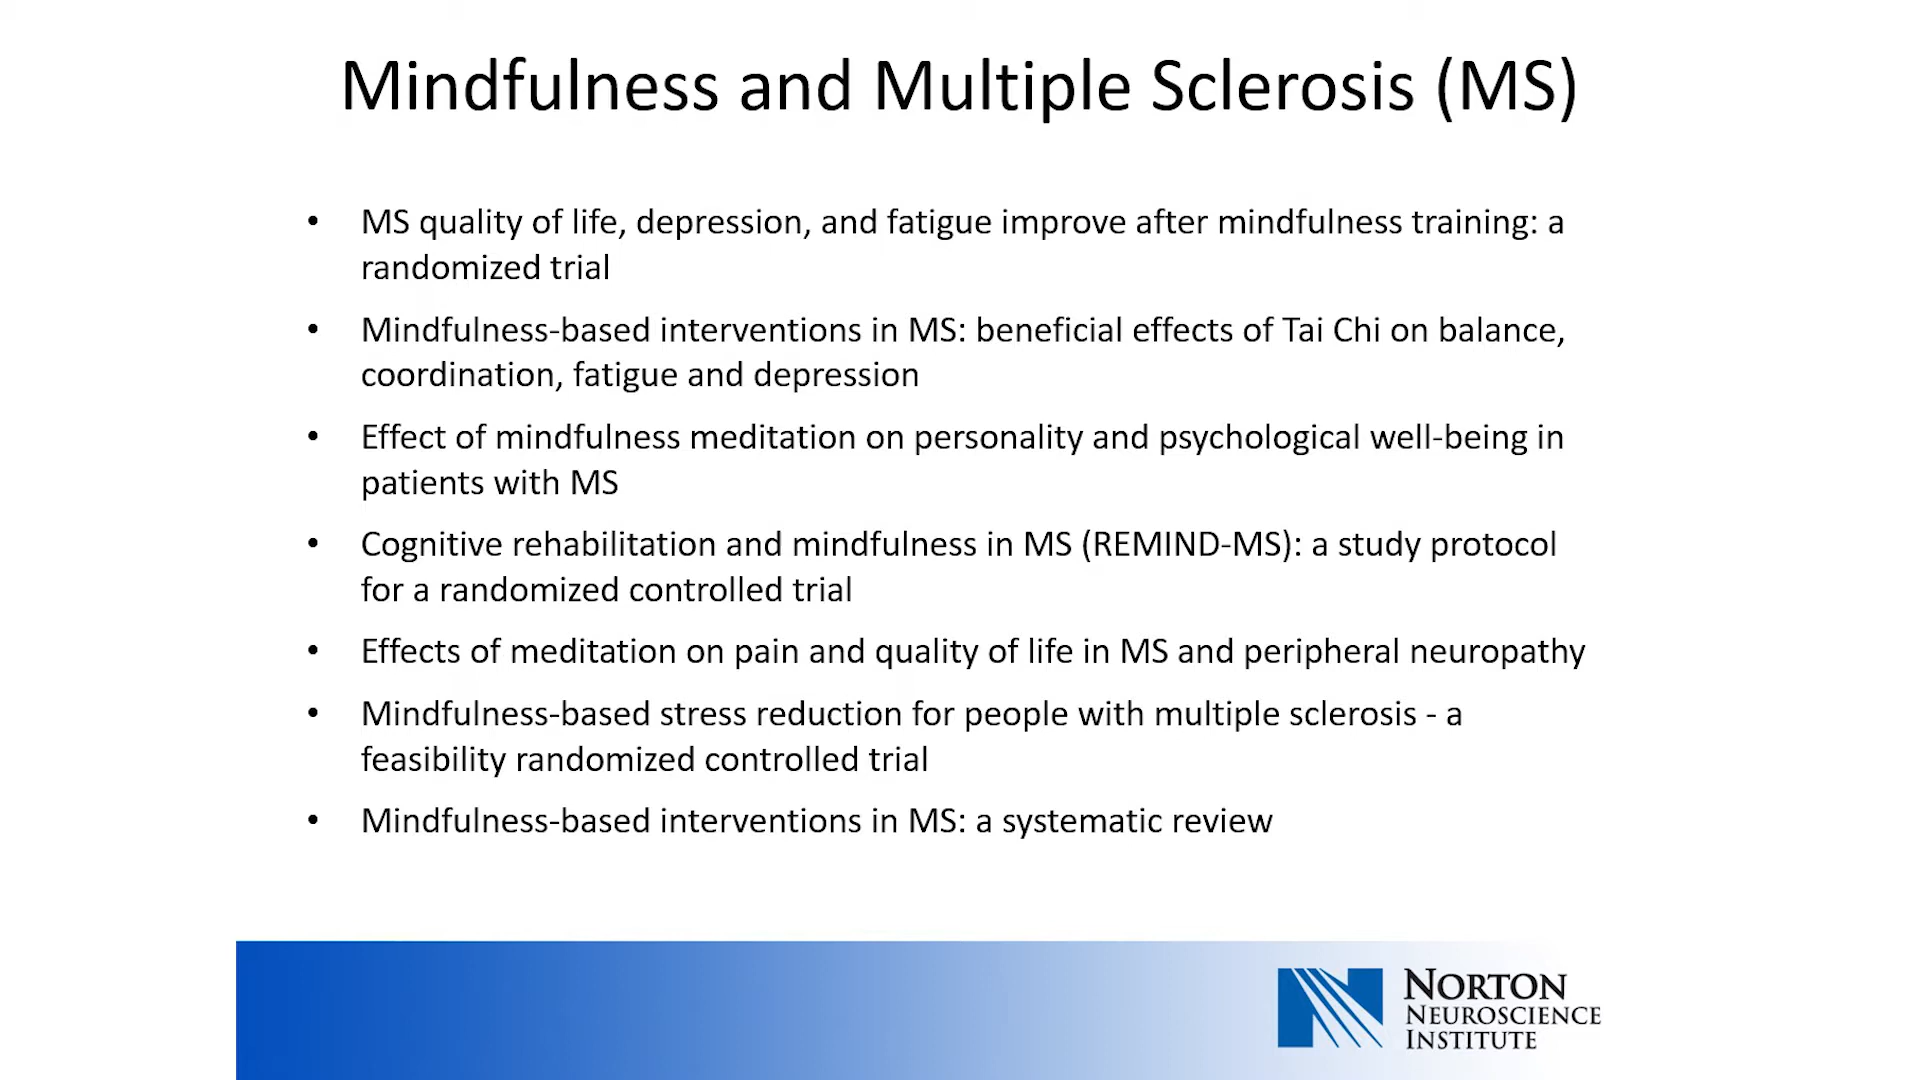 Mindfulness and Multiple Sclerosis (MS)
• MS quality of life, depression, and fatigue improve after mindfulness training: a
randomized trial
• Mindfulness-based interventions in MS: beneficial effects of Tai Chi on balance,
coordination, fatigue and depression
• Effect of mindfulness meditation on personality and psychological well-being in
patients with MS
• Cognitive rehabilitation and mindfulness in MS (REMIND-MS): a study protocol
for a randomized controlled trial
• Effects of meditation on pain and quality of life in MS and peripheral neuropathy
• Mindfulness-based stress reduction for people with multiple sclerosis - a
feasibility randomized controlled trial
• Mindfulness-based interventions in MS: a systematic review
NORTON
NEUROSCIENCE
INSTITUTE